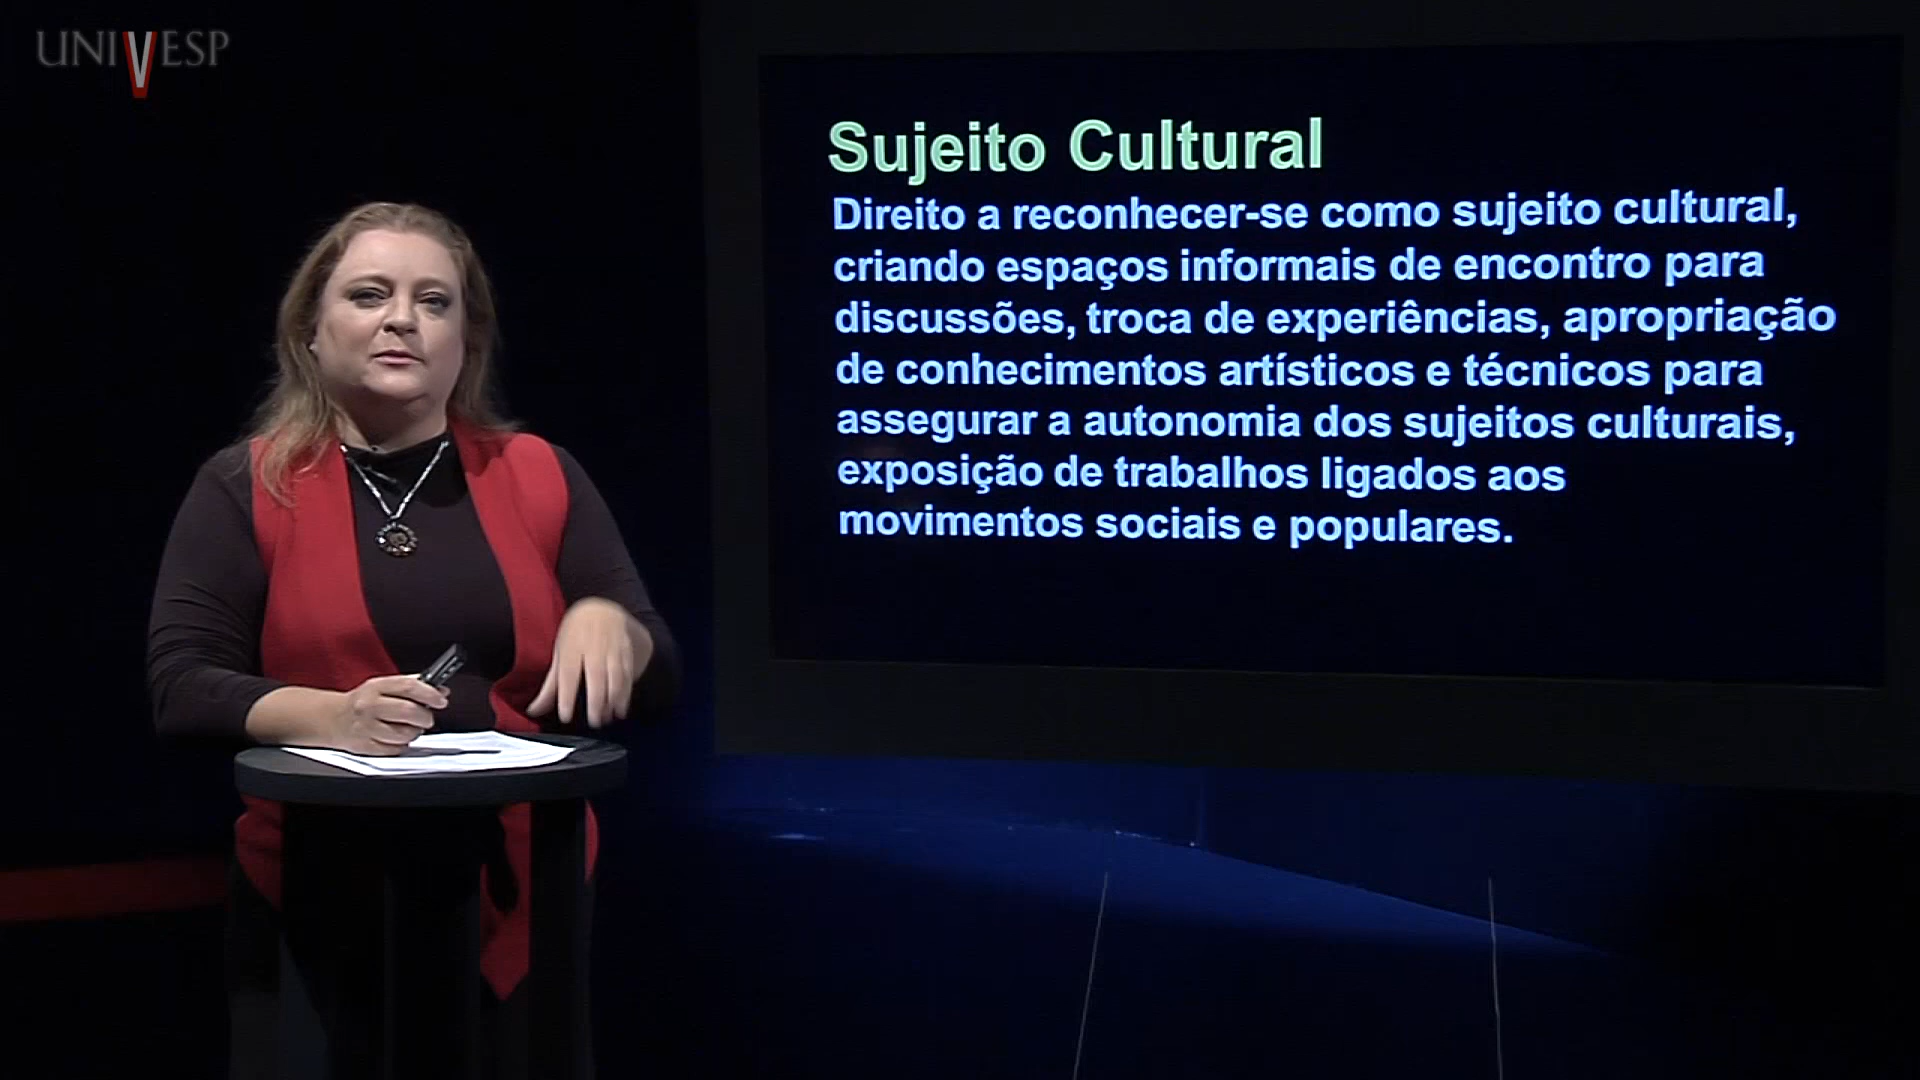 UNIVESP
Sujeito Cultural
Direito a reconhecer-se como sujeito cultural,
criando espaços informais de encontro para
discussões, troca de experiências, apropriação
de conhecimentos artísticos e técnicos para
assegurar a autonomia dos sujeitos culturais,
exposição de trabalhos ligados aos
movimentos sociais e populares.